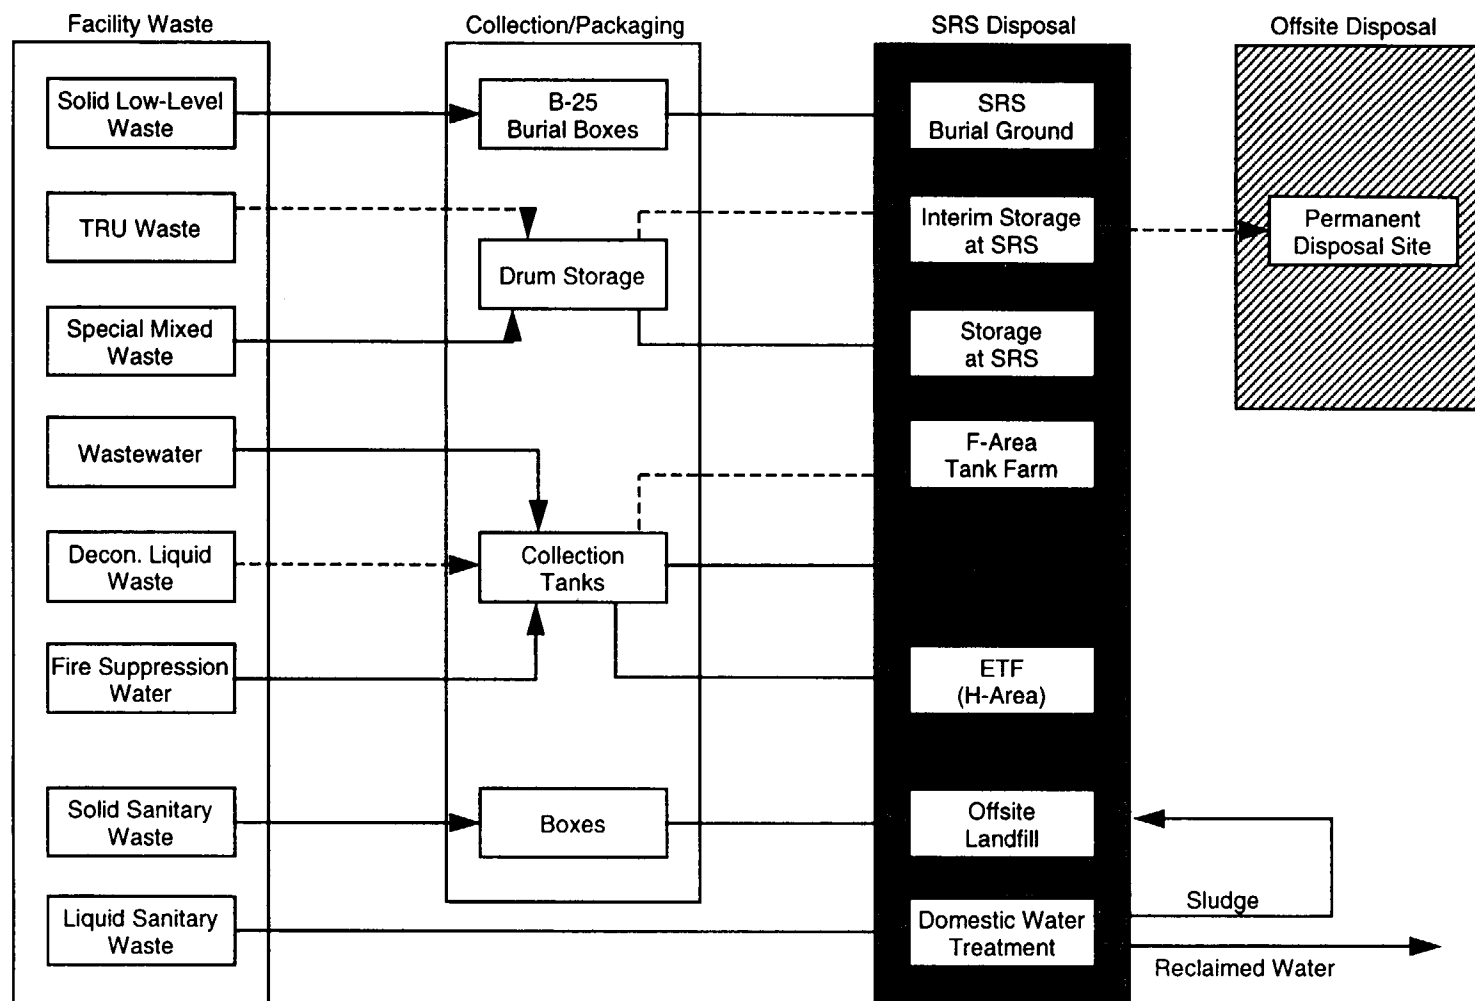 Facility Waste
Collection/Packaging
SRS Disposal
Offsite Disposal
Solid Low-Level
Waste
B-25
Burial Boxes
SRS
Burial Ground
TRU Waste
Drum Storage
Interim Storage
at SRS
Permanent
Disposal Site
Special Mixed
Waste
Storage
at SRS
Wastewater
F-Area
Tank Farm
Decon. Liquid
Waste
Collection
Tanks
Fire Suppression
Water
ETF
(H-Area)
Solid Sanitary
Waste
Boxes
Offsite
Landfill
Liquid Sanitary
Waste
Domestic Water
Treatment
Sludge
Reclaimed Water